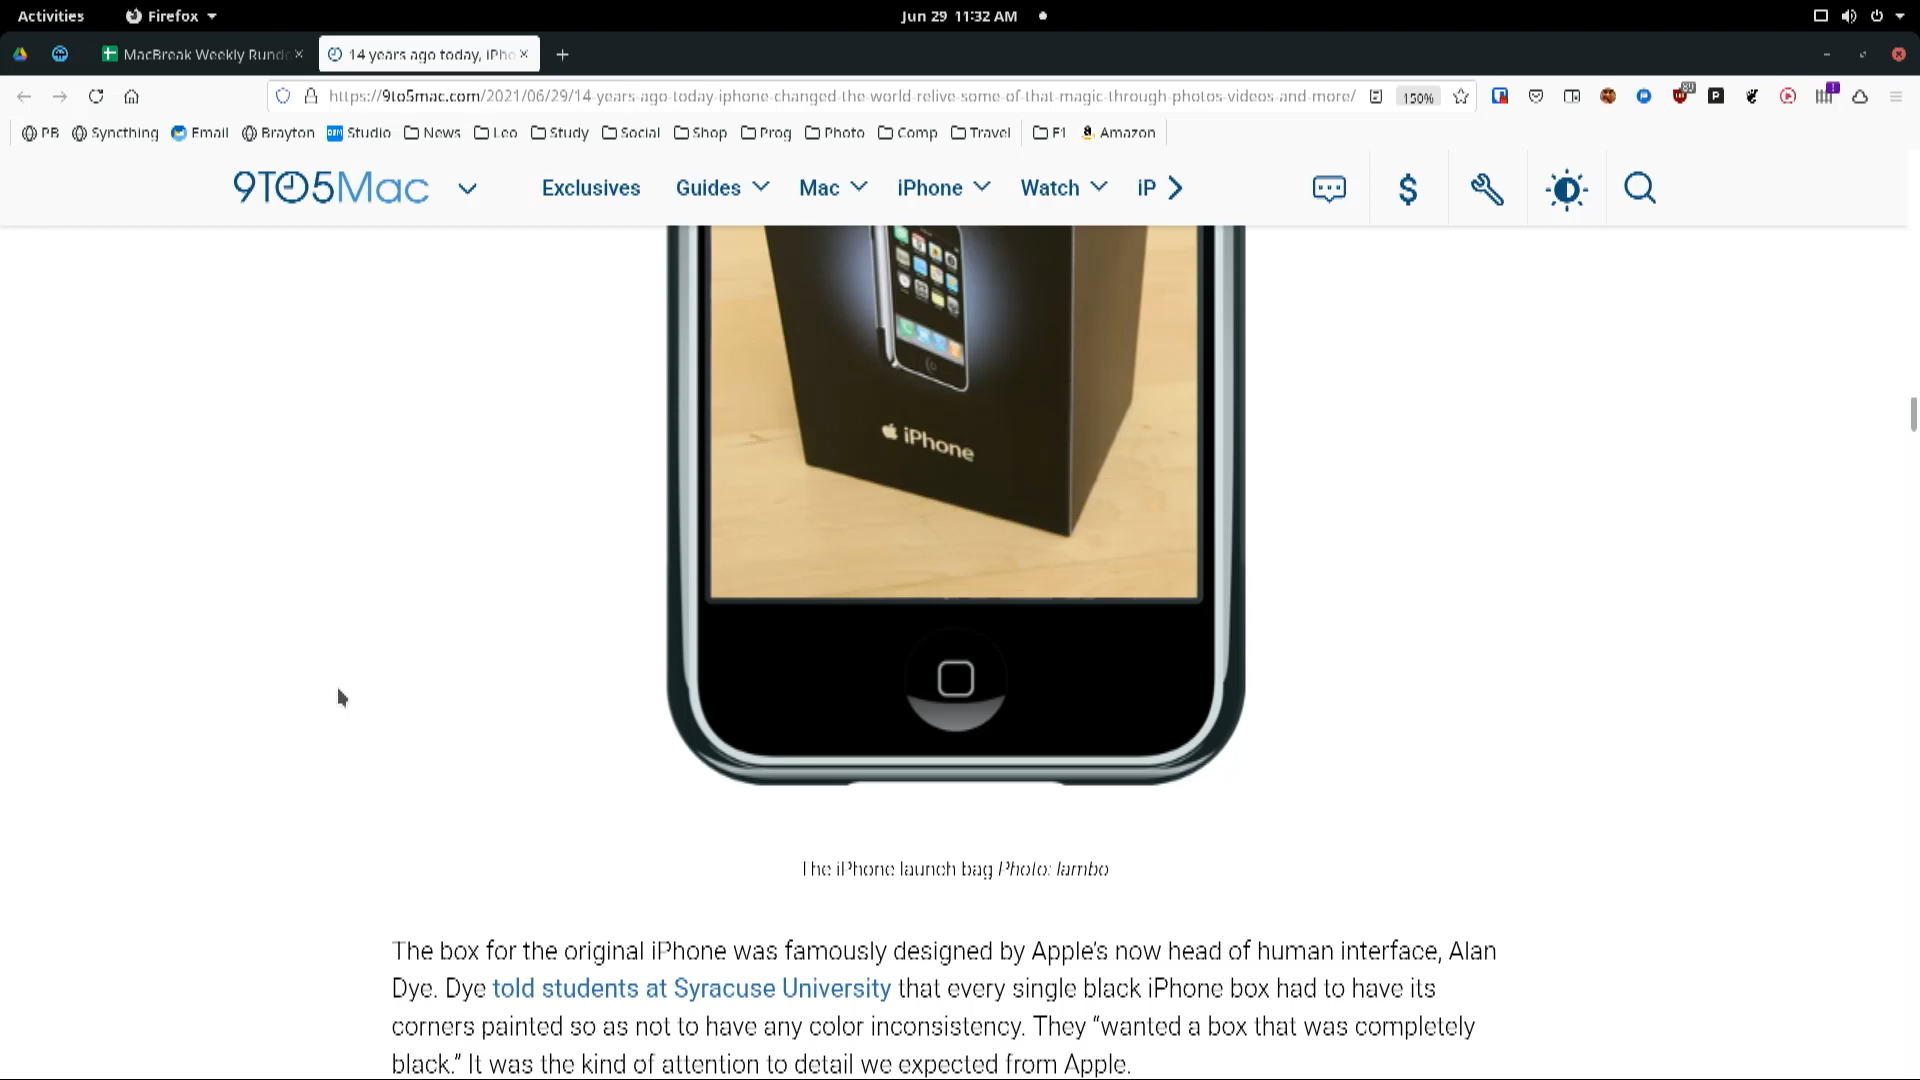 Activities
Firefox
Jun 29 11:32 AM
MacBreak Weekly Rund
14 years ago today, iPho
https://9to5mac.com/2021/06/29/14-years-ago-today-iphone-changed-the-world-relive-some-of-that-magic-through-photos-videos-and-more/
150%
PB
Syncthing
Email
Brayton
Studio
News
Leo
Study
Social
Shop
Prog
Photo
Comp
Travel
F1
Amazon
9TO5Mac
Exclusives
Guides
Mac
iPhone
Watch
iP
iPhone
The iPhone launch bag Photo: Iambo
The box for the original iPhone was famously designed by Apple’s now head of human interface, Alan
Dye. Dye told students at Syracuse University that every single black iPhone box had to have its
corners painted so as not to have any color inconsistency. They “wanted a box that was completely
black.” It was the kind of attention to detail we expected from Apple.